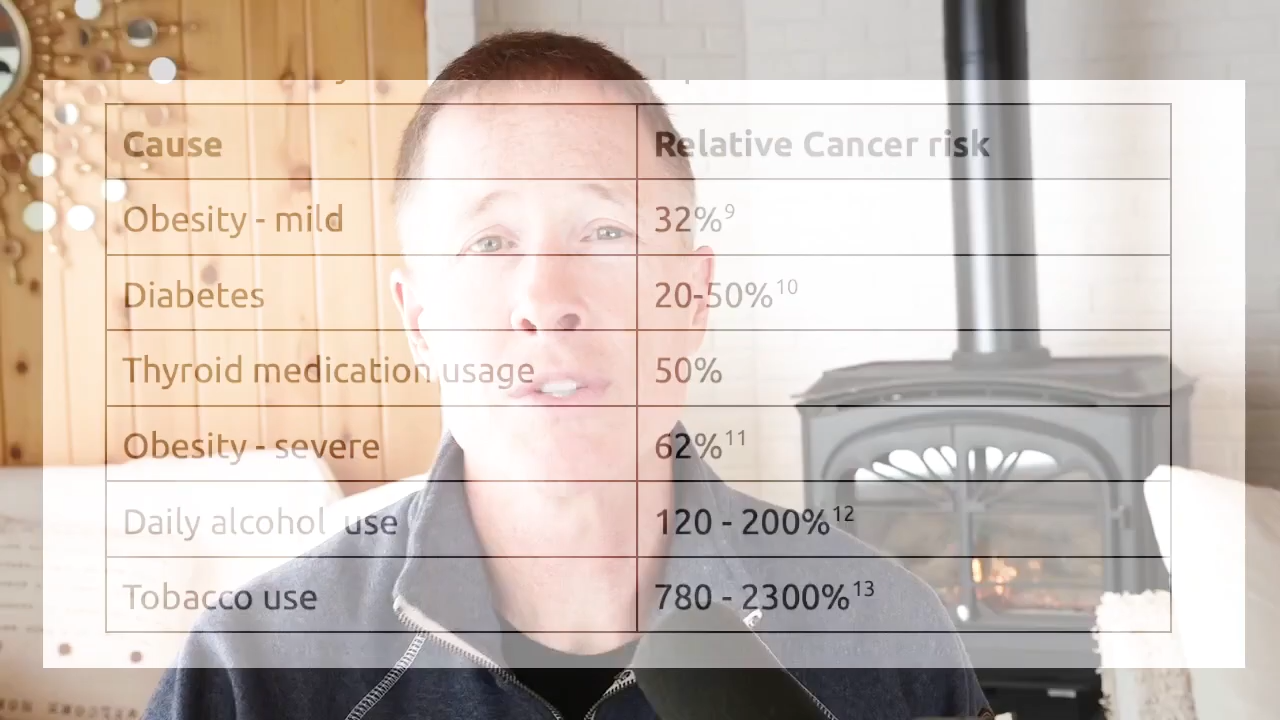 Cause Relative Cancer risk
Obesity - mild 32%⁹
Diabetes 20-50%¹⁰
Thyroid medication usage 50%
Obesity - severe 62%¹¹
Daily alcohol use 120 - 200%¹²
Tobacco use 780 - 2300%¹³